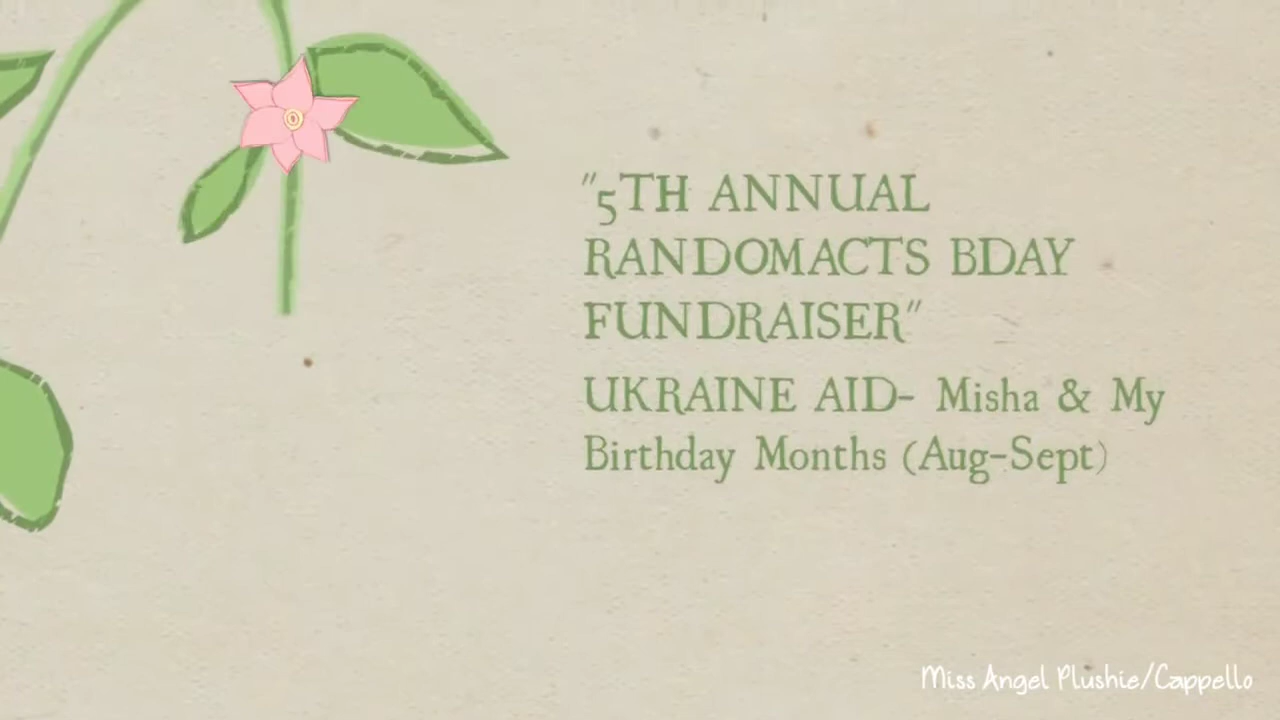 "5TH ANNUAL
RANDOMACTS BDAY
FUNDRAISER"
UKRAINE AID- Misha & My
Birthday Months (Aug-Sept)
Miss Angel Plushie/Cappello